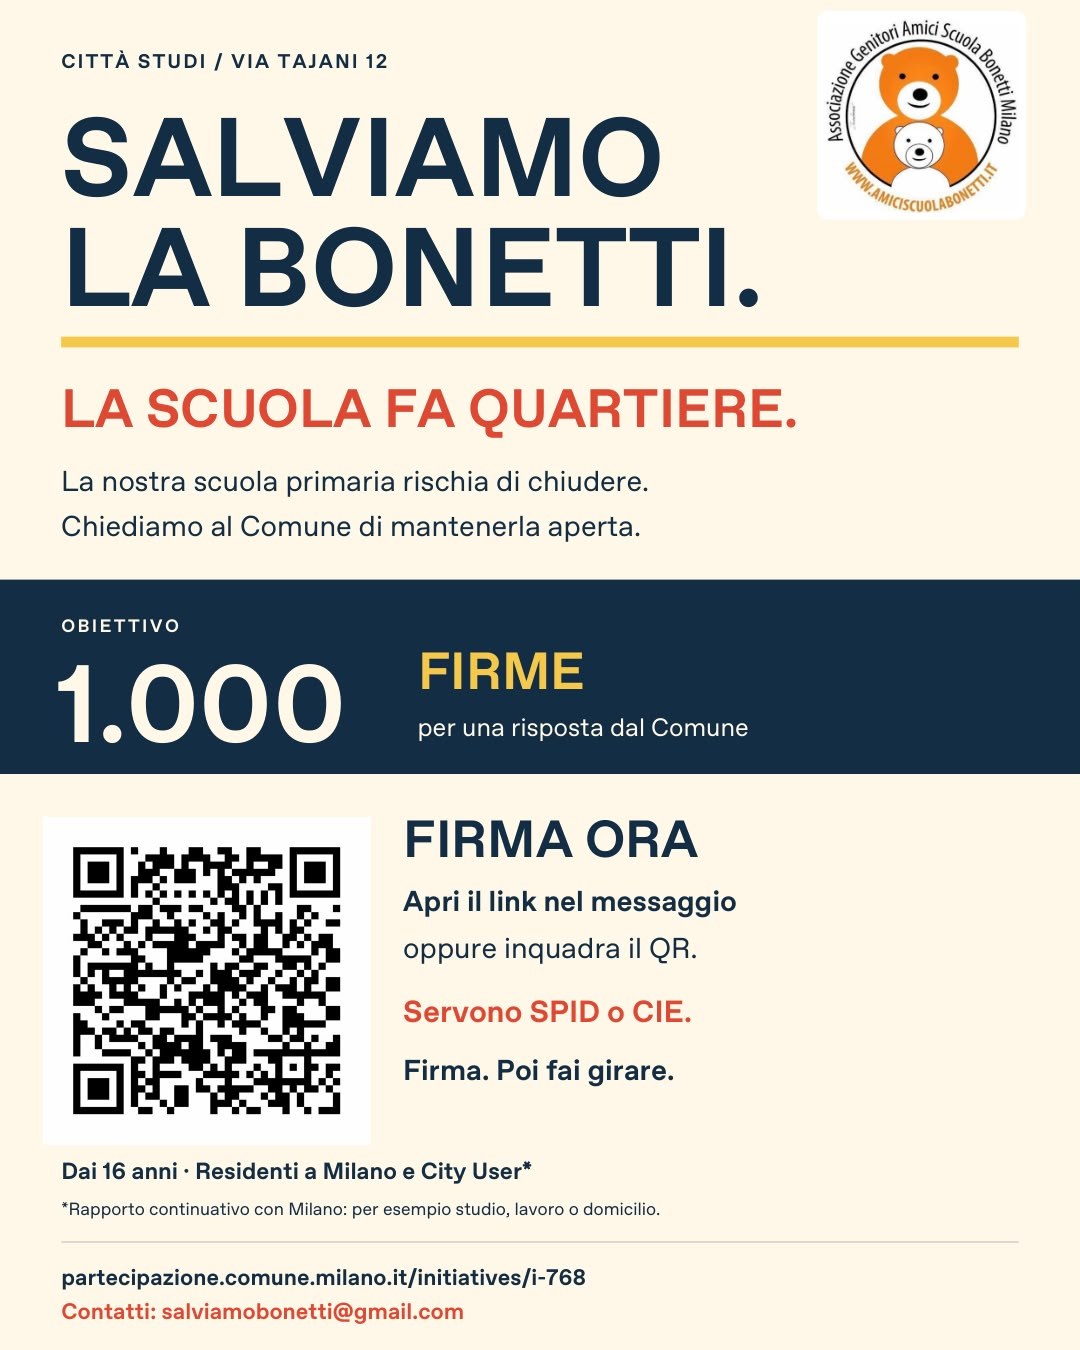 CITTÀ STUDI / VIA TAJANI 12
Associazione Genitori Amici Scuola Bonetti Milano
WWW.AMICISCUOLABONETTI.IT
SALVIAMO
LA BONETTI.
LA SCUOLA FA QUARTIERE.
La nostra scuola primaria rischia di chiudere.
Chiediamo al Comune di mantenerla aperta.
OBIETTIVO
1.000
FIRME
per una risposta dal Comune
FIRMA ORA
Apri il link nel messaggio
oppure inquadra il QR.
Servono SPID o CIE.
Firma. Poi fai girare.
Dai 16 anni · Residenti a Milano e City User*
*Rapporto continuativo con Milano: per esempio studio, lavoro o domicilio.
partecipazione.comune.milano.it/initiatives/i-768
Contatti: salviamobonetti@gmail.com